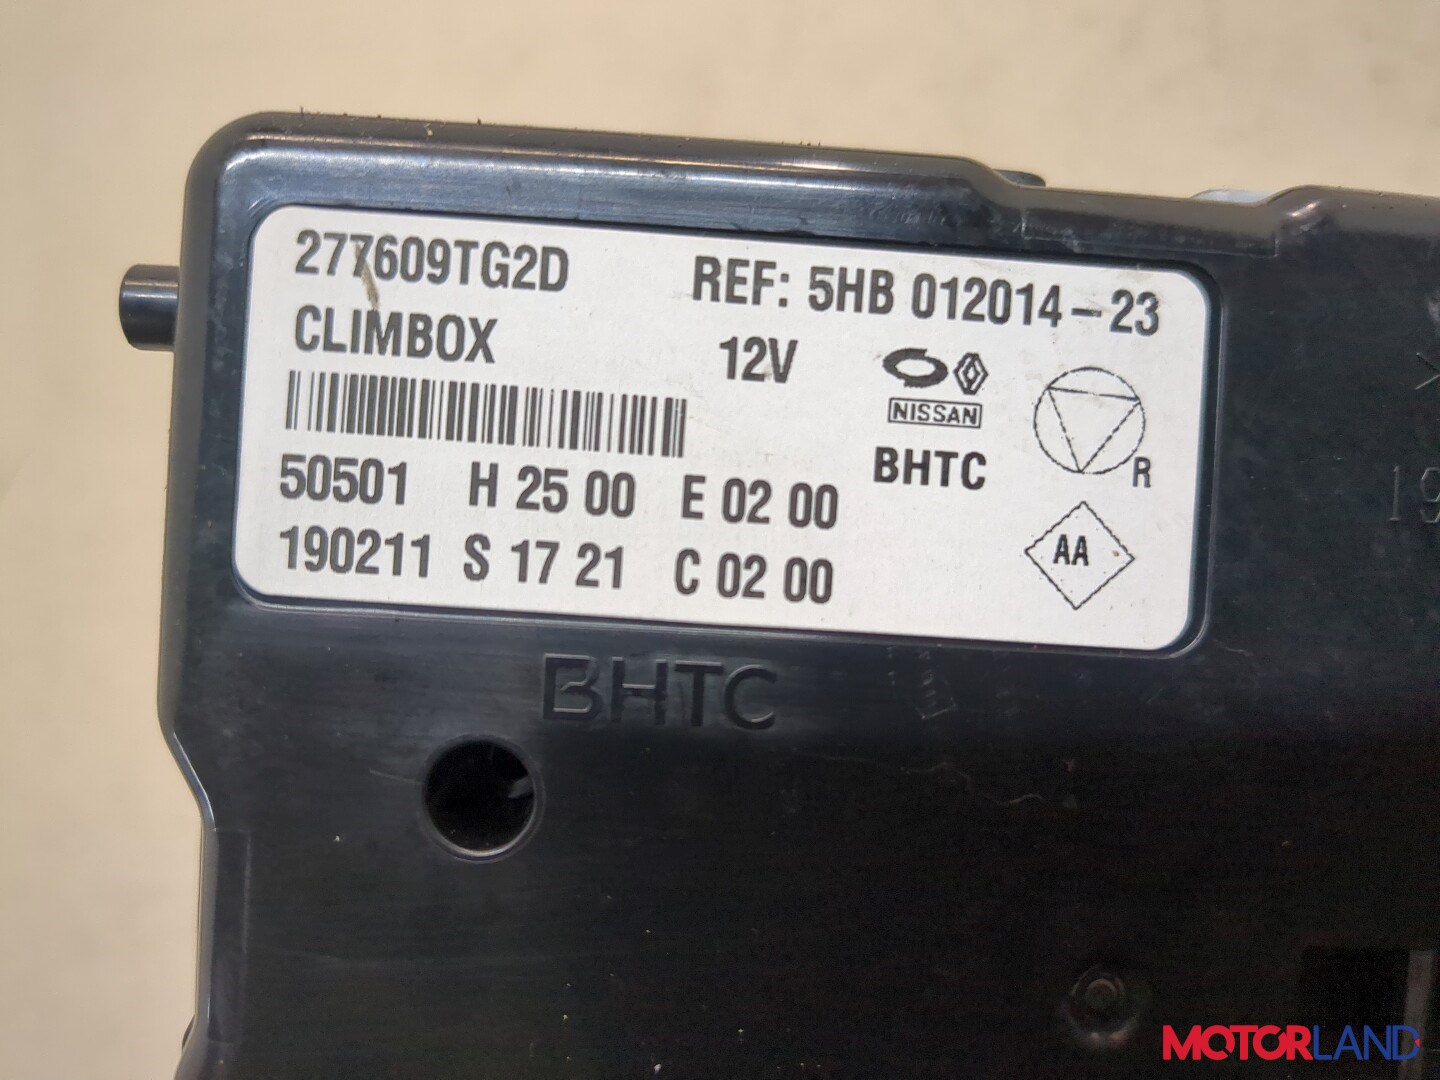 277609TG2D
REF: 5HB 012014-23
CLIMBOX
12V
NISSAN
BHTC
R
50501 H 25 00 E 02 00
190211 S 17 21 C 02 00
AA
BHTC
19
MOTORLAND